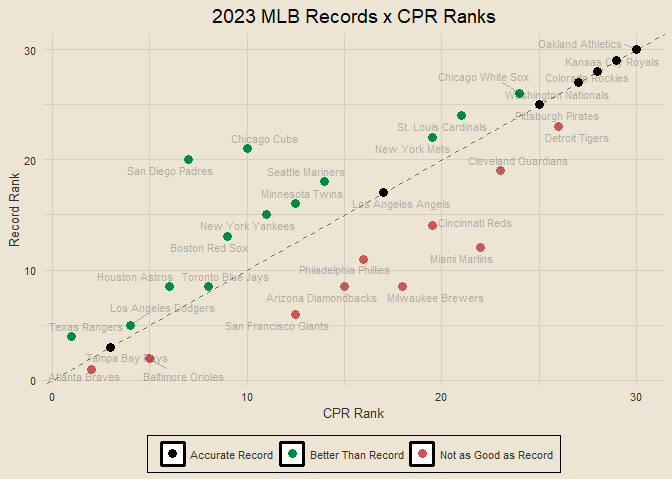 2023 MLB Records x CPR Ranks
Oakland Athletics
Kansas City Royals
Chicago White Sox
Colorado Rockies
Washington Nationals
Pittsburgh Pirates
St. Louis Cardinals
Detroit Tigers
Chicago Cubs
New York Mets
Cleveland Guardians
San Diego Padres
Seattle Mariners
Minnesota Twins
Los Angeles Angels
New York Yankees
Cincinnati Reds
Boston Red Sox
Miami Marlins
Philadelphia Phillies
Houston Astros
Toronto Blue Jays
Arizona Diamondbacks
Milwaukee Brewers
Los Angeles Dodgers
Texas Rangers
San Francisco Giants
Tampa Bay Rays
Atlanta Braves
Baltimore Orioles
30
20
10
0
Record Rank
0
10
20
30
CPR Rank
Accurate Record
Better Than Record
Not as Good as Record